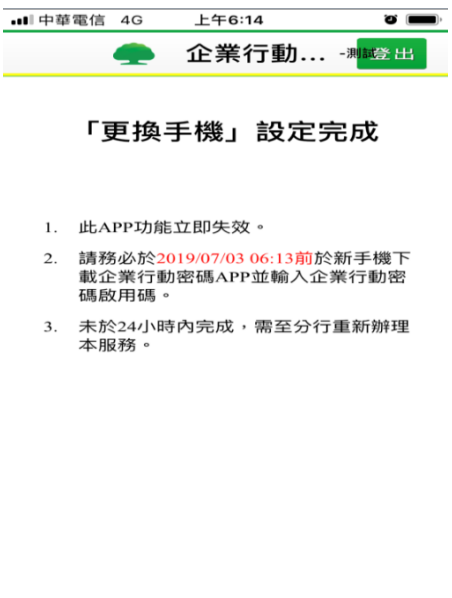 中華電信 4G 上午6:14
企業行動... -測試 登出
「更換手機」設定完成
1. 此APP功能立即失效。
2. 請務必於2019/07/03 06:13前於新手機下
載企業行動密碼APP並輸入企業行動密
碼啟用碼。
3. 未於24小時內完成，需至分行重新辦理
本服務。